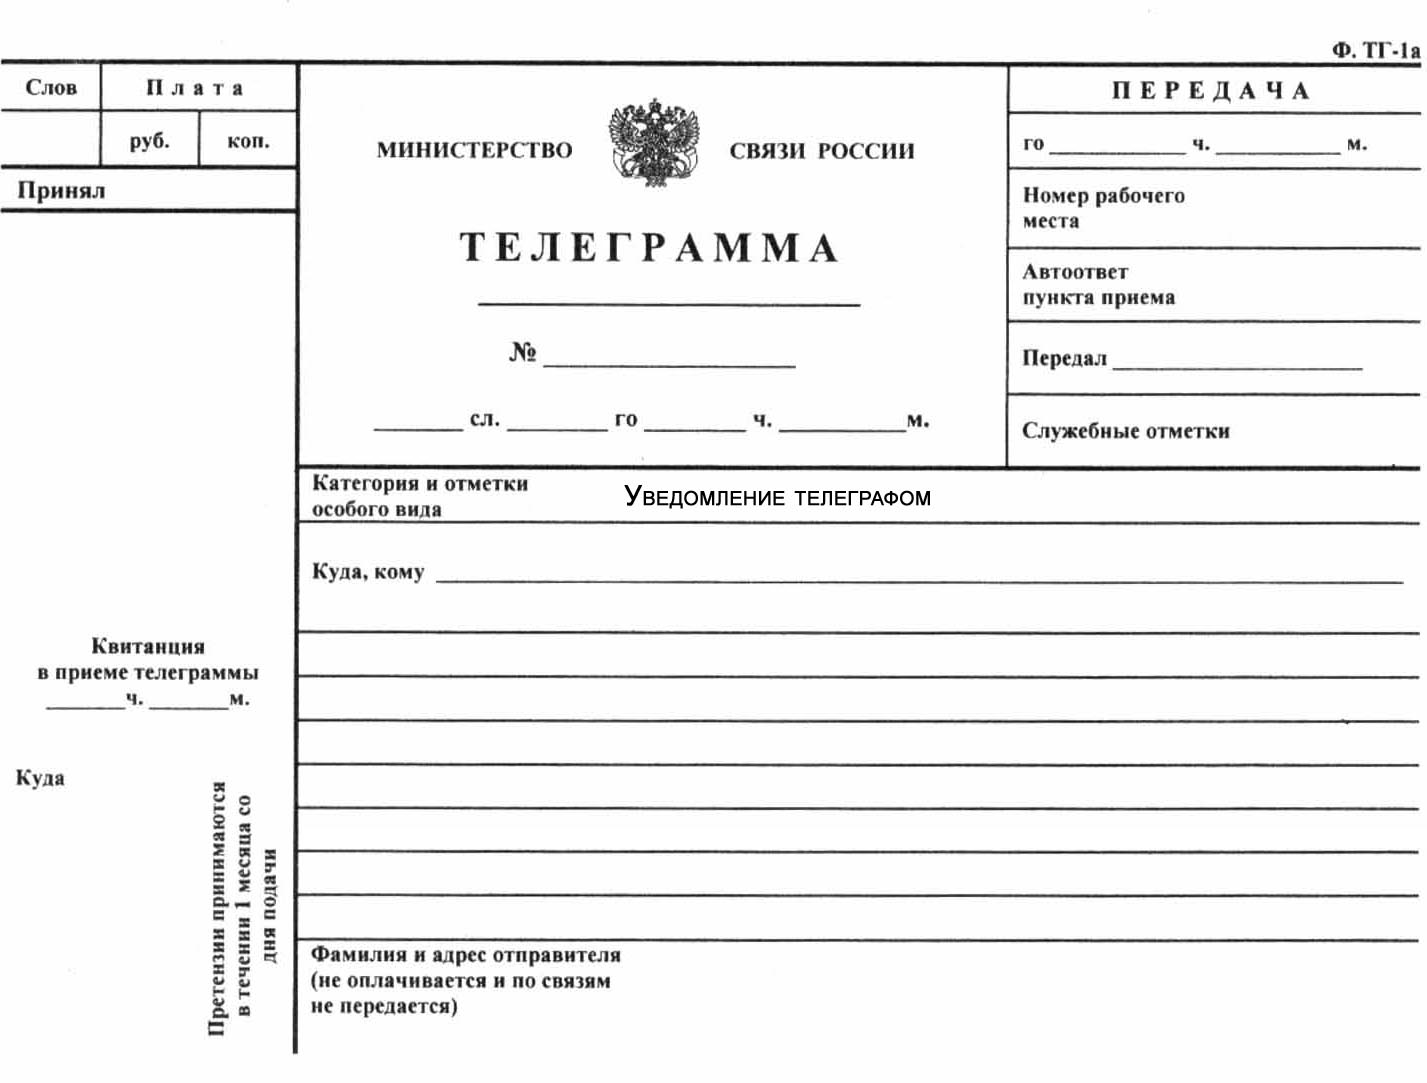 Ф. ТГ-1а
Слов
Плата
руб.
коп.
Принял
МИНИСТЕРСТВО СВЯЗИ РОССИИ
ТЕЛЕГРАММА
№
сл. го ч. м.
ПЕРЕДАЧА
го ч. м.
Номер рабочего
места
Автоответ
пункта приема
Передал
Служебные отметки
Категория и отметки
особого вида
Уведомление телеграфом
Куда, кому
Квитанция
в приеме телеграммы
ч. м.
Куда
Претензии принимаются
в течении 1 месяца со
дня подачи
Фамилия и адрес отправителя
(не оплачивается и по связям
не передается)